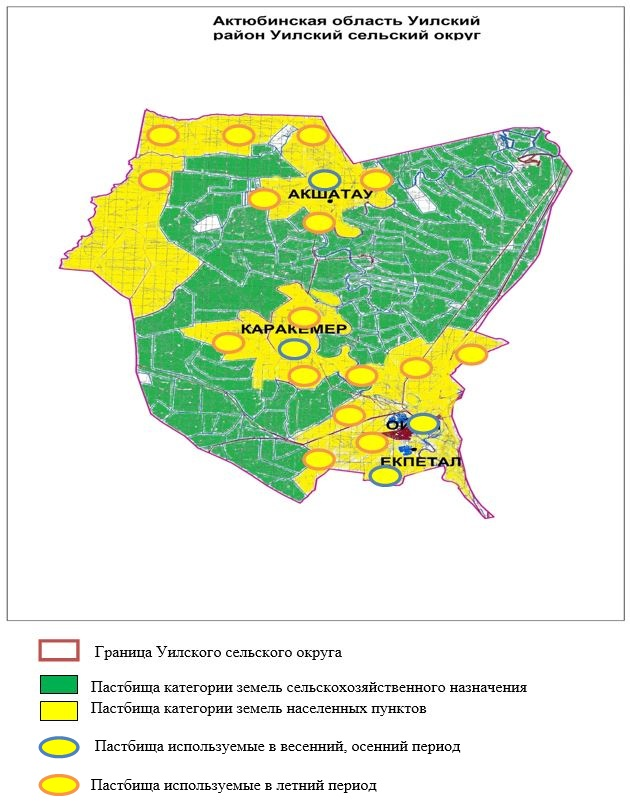 Актюбинская область Уилский
район Уилский сельский округ
АКШАТАУ
КАРАКЕМЕР
ЕКПЕТАЛ
Граница Уилского сельского округа
Пастбища категории земель сельскохозяйственного назначения
Пастбища категории земель населенных пунктов
Пастбища используемые в весенний, осенний период
Пастбища используемые в летний период